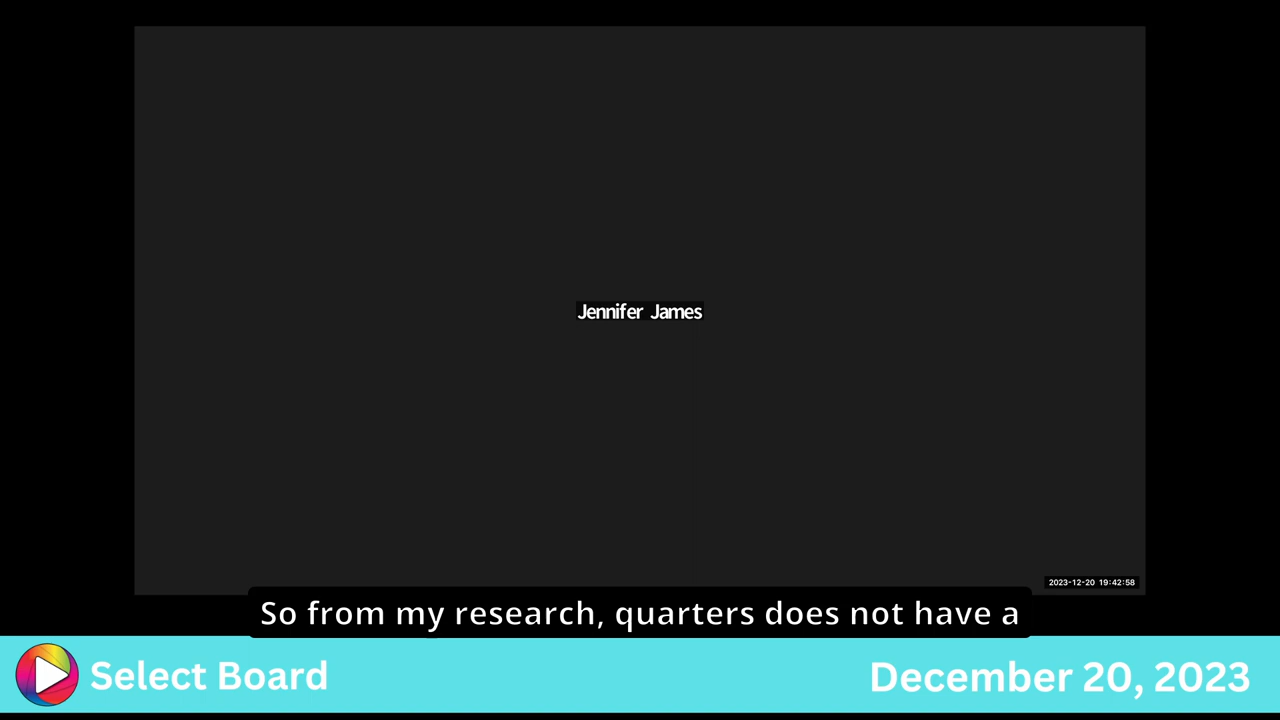 Jennifer James
2023-12-20 19:42:58
So from my research, quarters does not have a
Select Board
December 20, 2023